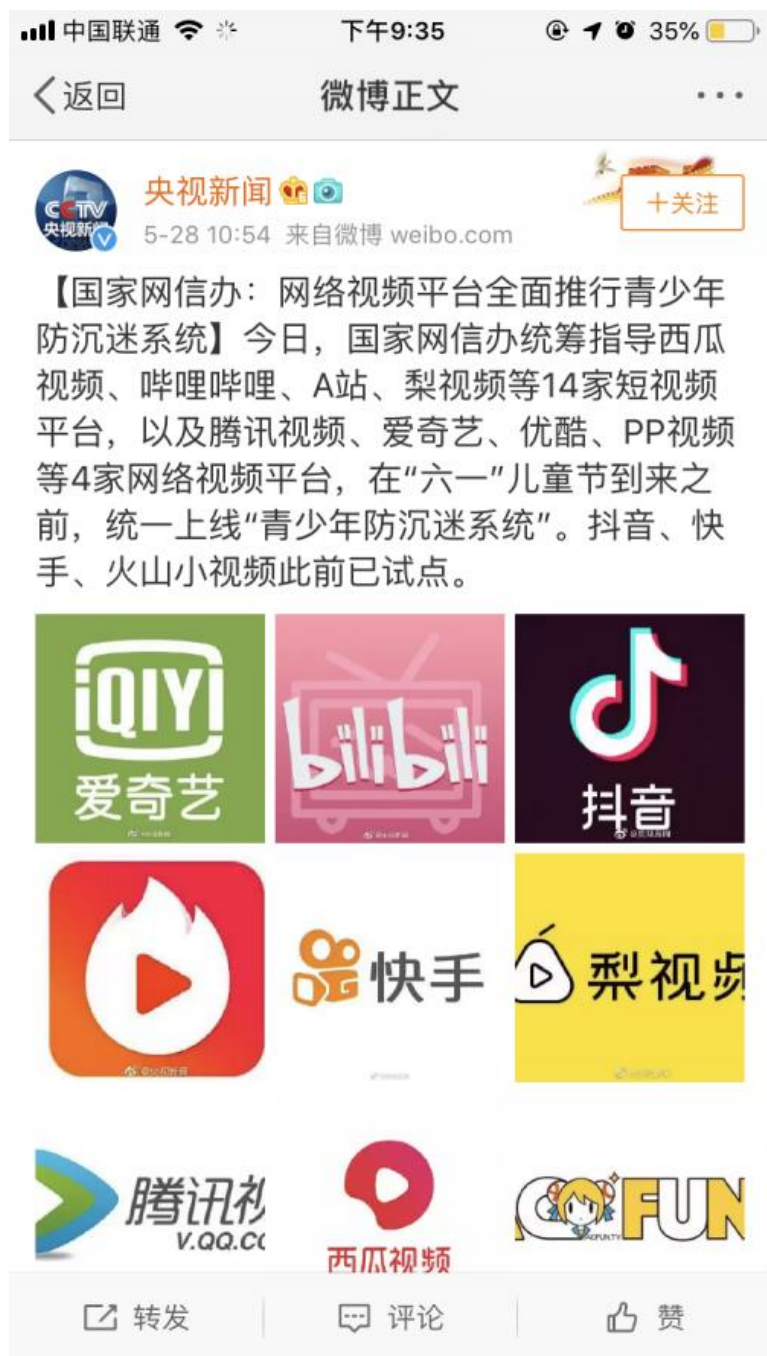 中国联通 下午9:35 35%
返回 微博正文
央视新闻
+关注
CCTV
央视新闻
5-28 10:54 来自微博 weibo.com
【国家网信办：网络视频平台全面推行青少年
防沉迷系统】今日，国家网信办统筹指导西瓜
视频、哔哩哔哩、A站、梨视频等14家短视频
平台，以及腾讯视频、爱奇艺、优酷、PP视频
等4家网络视频平台，在“六一”儿童节到来之
前，统一上线“青少年防沉迷系统”。抖音、快
手、火山小视频此前已试点。
iQIYI
爱奇艺
bilibili
抖音
快手
梨视频
腾讯视
V.QQ.CO
西瓜视频
ACFUN
ACFUN.TV
转发 评论 赞